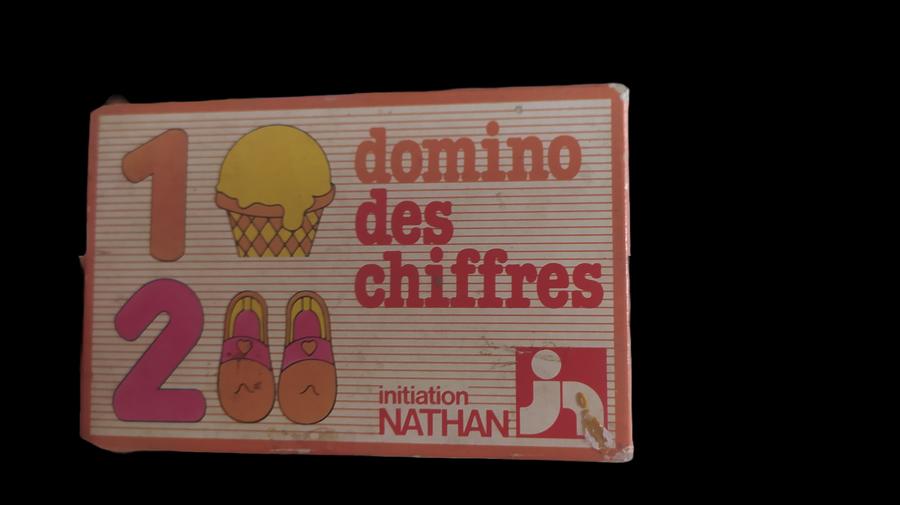 1
domino
des
chiffres
2
initiation
NATHAN